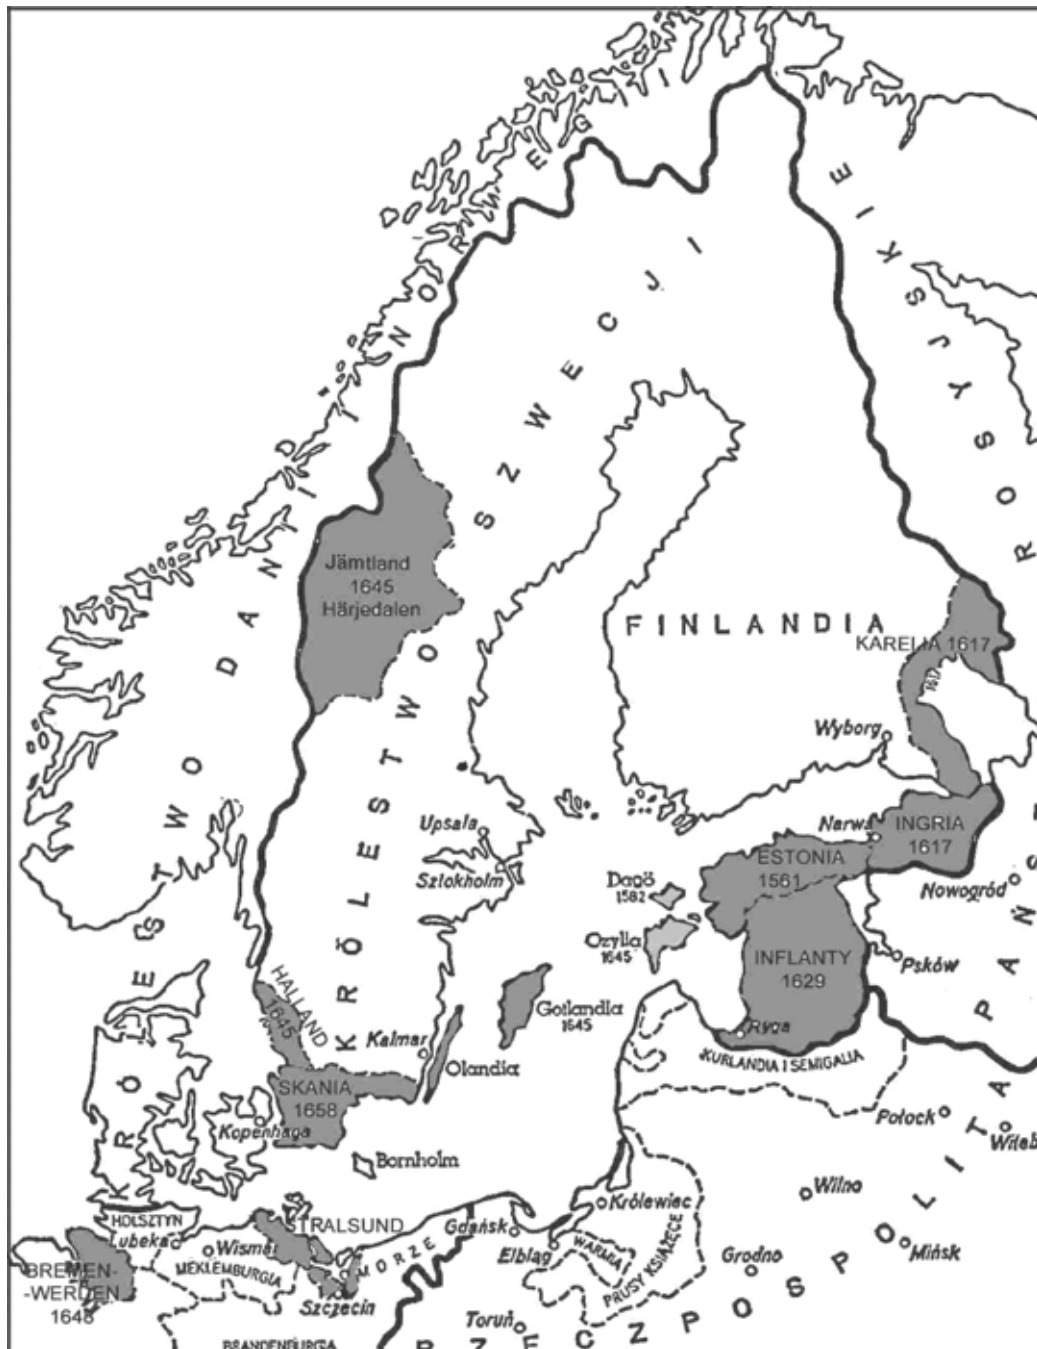 KRÓLESTWO DANII I NORWEGII
KRÓLESTWO SZWECJI
PAŃSTWO ROSYJSKIE
Jämtland
1645
Härjedalen
FINLANDIA
KARELIA 1617
1617
Wyborg
Upsala
Sztokholm
Narwa
INGRIA
1617
ESTONIA
1561
Dagö
1582
Nowogród
Ozylia
1645
INFLANTY
1629
Psków
HALLAND
1645
Gotlandia
1645
Kalmar
Olandia
Ryga
KURLANDIA I SEMIGALIA
SKANIA
1658
Kopenhaga
Połock
Witeb
Bornholm
Wilno
Królewiec
HOLSZTYN
Lubeka
STRALSUND
Gdańsk
Wismar
MEKLEMBURGIA
MORZE
Elbląg
WARMIA
PRUSY KSIĄŻĘCE
Grodno
Mińsk
BREMEN-
-WERDEN
1648
Szczecin
Toruń
BRANDENBURGIA
RZECZPOSPOLITA